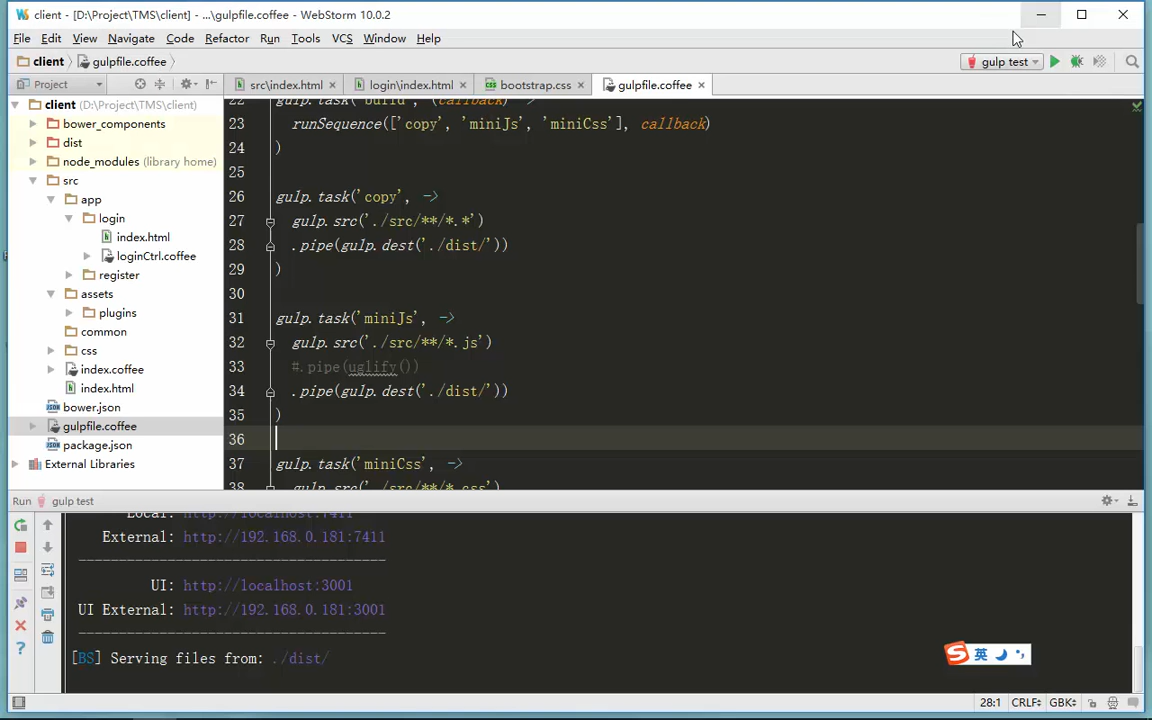 client - [D:\Project\TMS\client] - ...\gulpfile.coffee - WebStorm 10.0.2
File Edit View Navigate Code Refactor Run Tools VCS Window Help
client gulpfile.coffee gulp test
Project src\index.html login\index.html bootstrap.css gulpfile.coffee
client (D:\Project\TMS\client)
bower_components
dist
node_modules (library home)
src
app
login
index.html
loginCtrl.coffee
register
assets
plugins
common
css
index.coffee
index.html
bower.json
gulpfile.coffee
package.json
External Libraries
22 gulp.task('build', (callback) ->
23 runSequence(['copy', 'miniJs', 'miniCss'], callback)
24 )
25
26 gulp.task('copy', ->
27 gulp.src('./src/**/*.*')
28 .pipe(gulp.dest('./dist/'))
29 )
30
31 gulp.task('miniJs', ->
32 gulp.src('./src/**/*.js')
33 #.pipe(uglify())
34 .pipe(gulp.dest('./dist/'))
35 )
36
37 gulp.task('miniCss', ->
38 gulp.src('./src/**/*.css')
Run gulp test
Local: http://localhost:7411
External: http://192.168.0.181:7411
--------------------------------------
UI: http://localhost:3001
UI External: http://192.168.0.181:3001
--------------------------------------
[BS] Serving files from: ./dist/
S 英
28:1 CRLF GBK